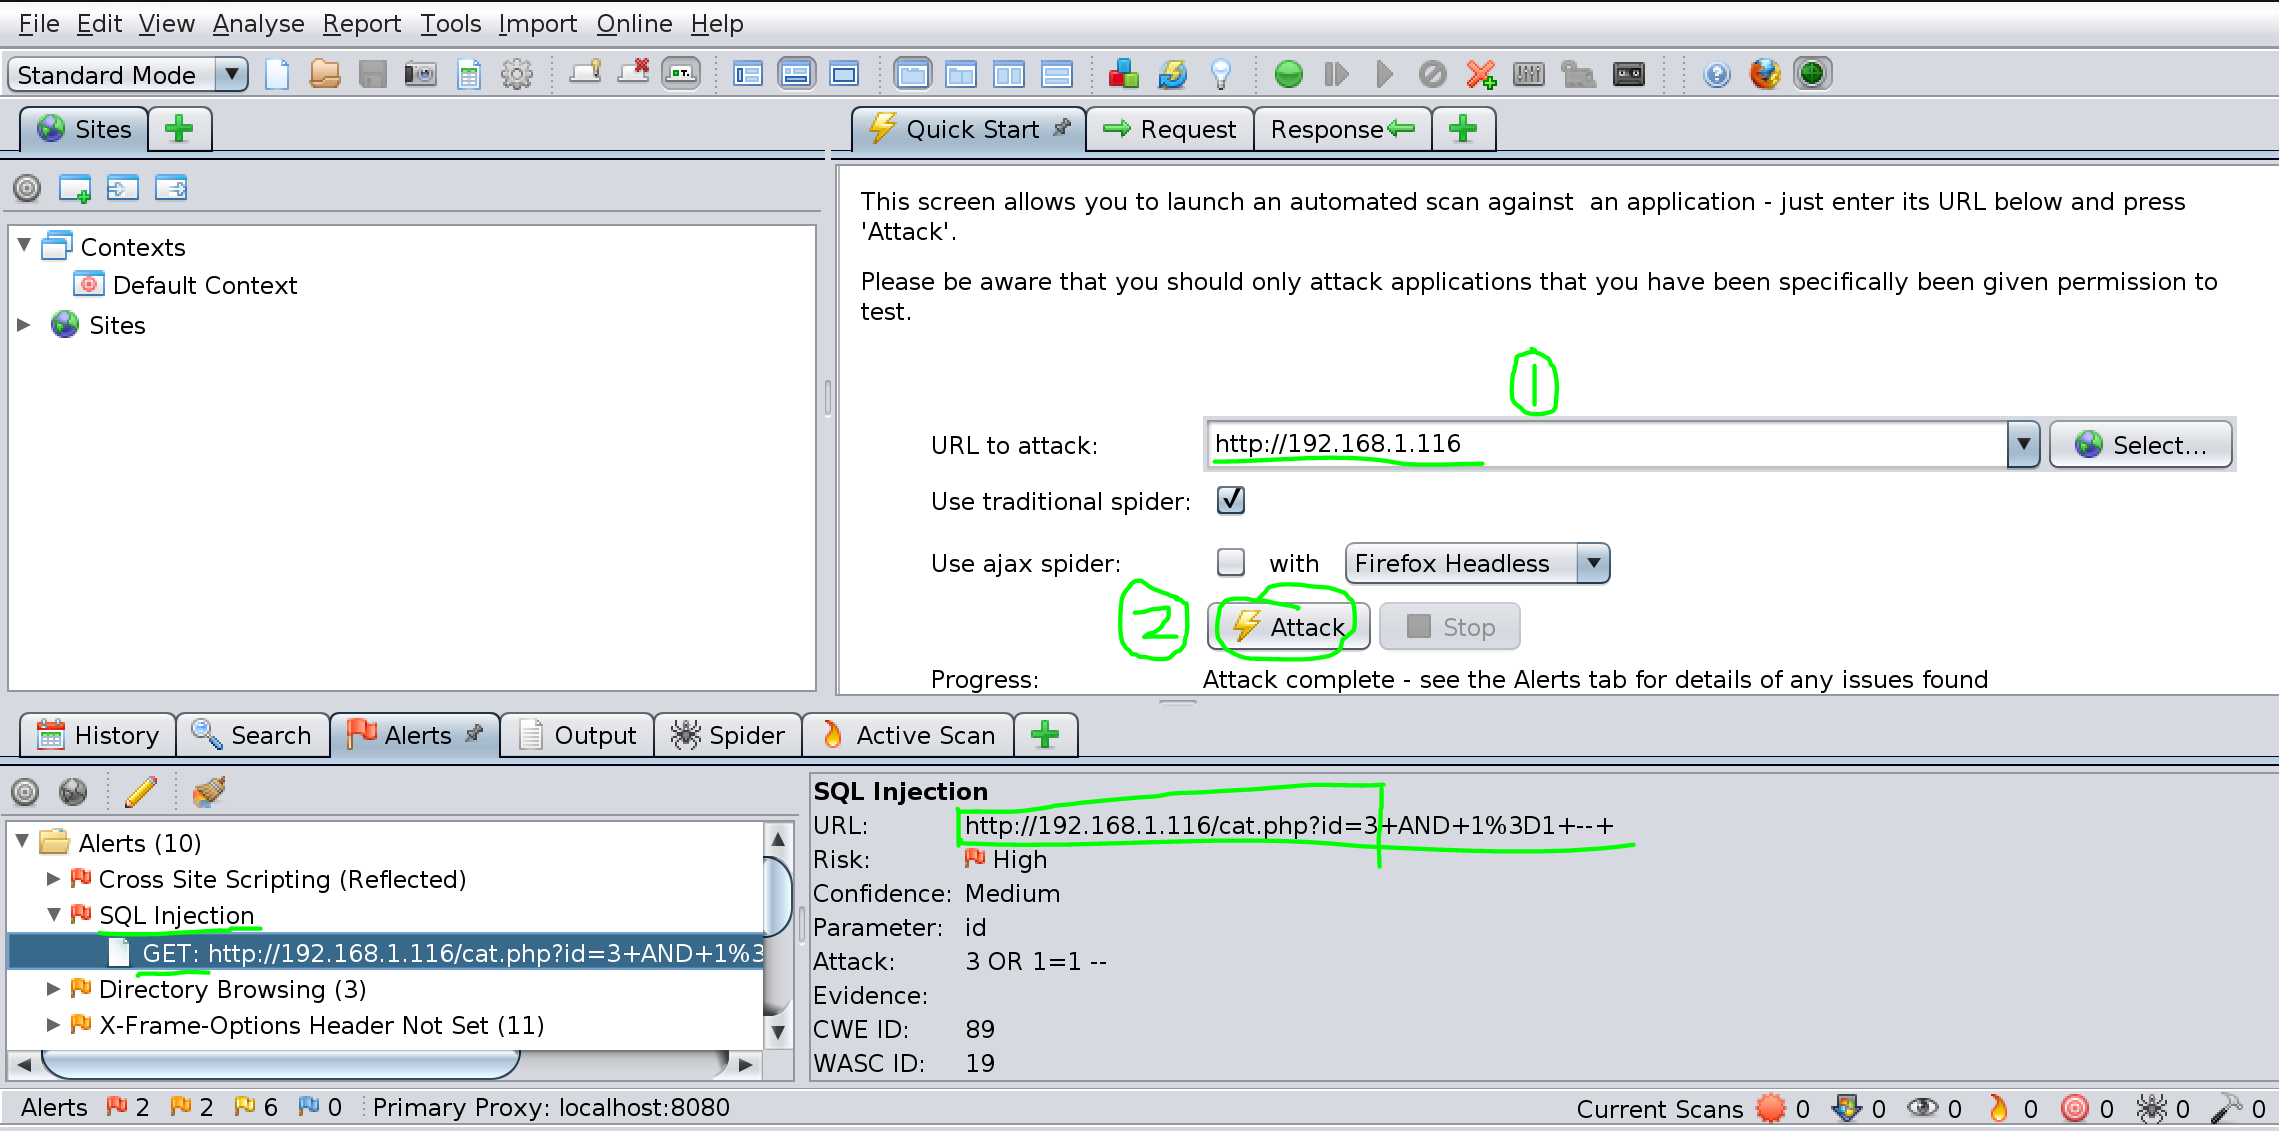 File Edit View Analyse Report Tools Import Online Help
Standard Mode
Sites
Quick Start Request Response
Contexts
Default Context
Sites
This screen allows you to launch an automated scan against  an application - just enter its URL below and press
'Attack'.
Please be aware that you should only attack applications that you have been specifically been given permission to
test.
1
URL to attack: http://192.168.1.116 Select...
Use traditional spider:
Use ajax spider: with Firefox Headless
2 Attack Stop
Progress: Attack complete - see the Alerts tab for details of any issues found
History Search Alerts Output Spider Active Scan
Alerts (10)
Cross Site Scripting (Reflected)
SQL Injection
GET: http://192.168.1.116/cat.php?id=3+AND+1%3
Directory Browsing (3)
X-Frame-Options Header Not Set (11)
SQL Injection
URL: http://192.168.1.116/cat.php?id=3+AND+1%3D1+--+
Risk: High
Confidence: Medium
Parameter: id
Attack: 3 OR 1=1 --
Evidence:
CWE ID: 89
WASC ID: 19
Alerts 2 2 6 0 Primary Proxy: localhost:8080 Current Scans 0 0 0 0 0 0 0